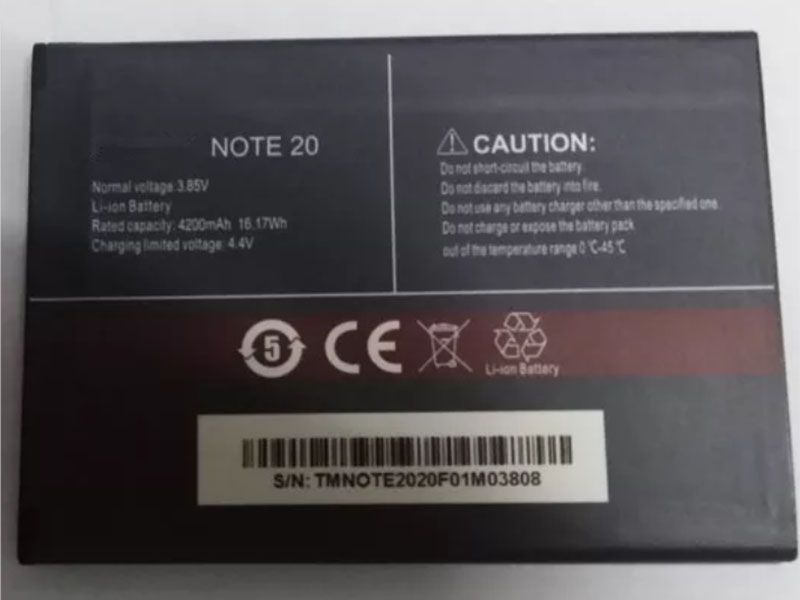 NOTE 20
Normal voltage 3.85V
Li-ion Battery
Rated capacity: 4200mAh 16.17Wh
Charging limited voltage: 4.4V
CAUTION:
Do not short-circuit the battery.
Do not discard the battery into fire.
Do not use any battery charger other than the specified one.
Do not charge or expose the battery pack
out of the temperature range 0 ℃-45 ℃
5
CE
Li-ion Battery
S/N: TMNOTE2020F01M03808